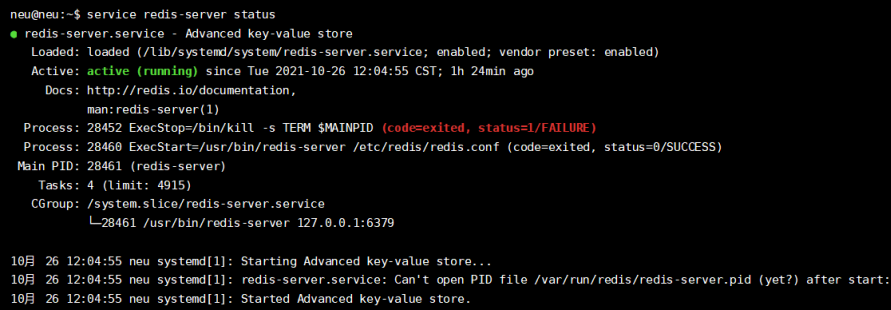 neu@neu:~$ service redis-server status
● redis-server.service - Advanced key-value store
Loaded: loaded (/lib/systemd/system/redis-server.service; enabled; vendor preset: enabled)
Active: active (running) since Tue 2021-10-26 12:04:55 CST; 1h 24min ago
Docs: http://redis.io/documentation,
man:redis-server(1)
Process: 28452 ExecStop=/bin/kill -s TERM $MAINPID (code=exited, status=1/FAILURE)
Process: 28460 ExecStart=/usr/bin/redis-server /etc/redis/redis.conf (code=exited, status=0/SUCCESS)
Main PID: 28461 (redis-server)
Tasks: 4 (limit: 4915)
CGroup: /system.slice/redis-server.service
└─28461 /usr/bin/redis-server 127.0.0.1:6379
10月 26 12:04:55 neu systemd[1]: Starting Advanced key-value store...
10月 26 12:04:55 neu systemd[1]: redis-server.service: Can't open PID file /var/run/redis/redis-server.pid (yet?) after start:
10月 26 12:04:55 neu systemd[1]: Started Advanced key-value store.